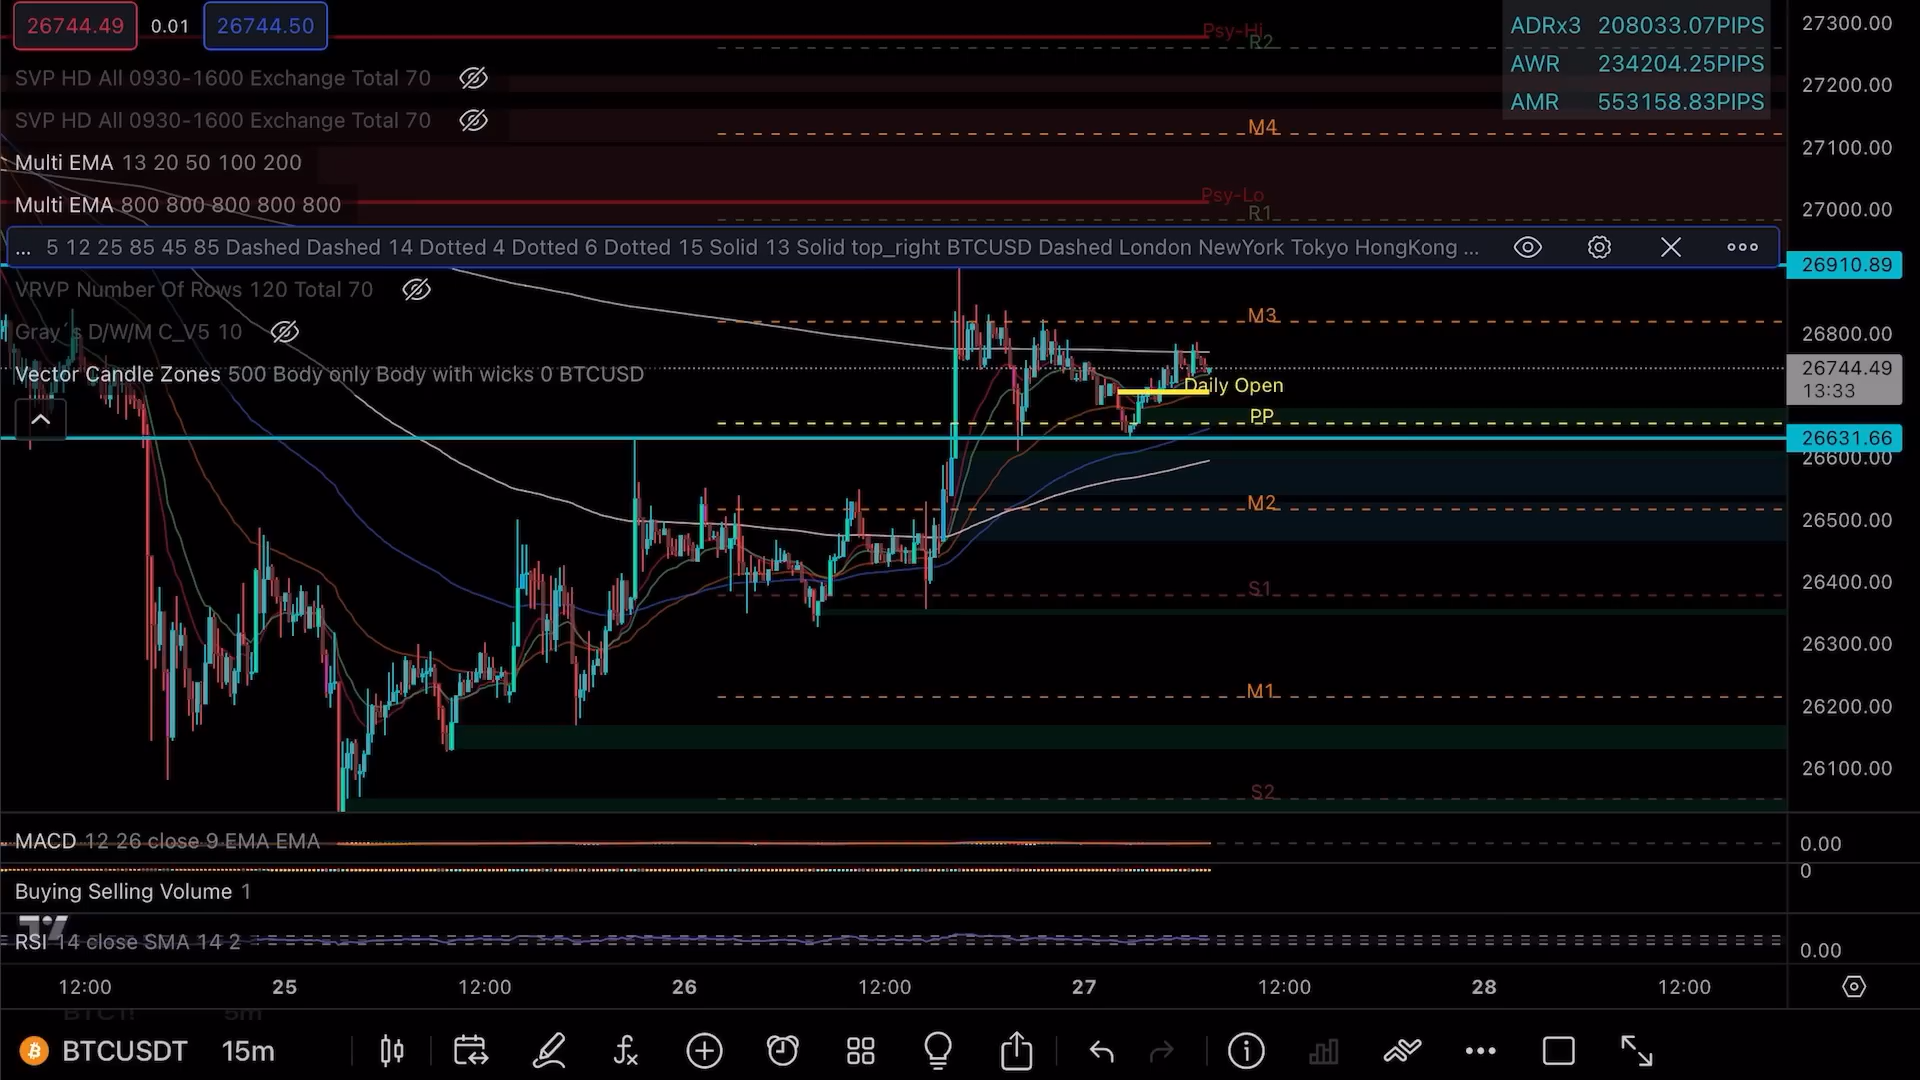 26744.49 0.01 26744.50
SVP HD All 0930-1600 Exchange Total 70
SVP HD All 0930-1600 Exchange Total 70
Multi EMA 13 20 50 100 200
Multi EMA 800 800 800 800 800
... 5 12 25 85 45 85 Dashed Dashed 14 Dotted 4 Dotted 6 Dotted 15 Solid 13 Solid top_right BTCUSD Dashed London NewYork Tokyo HongKong ...
VRVP Number Of Rows 120 Total 70
Gray´s D/W/M C_V5 10
Vector Candle Zones 500 Body only Body with wicks 0 BTCUSD
Psy-Hi
R2
M4
Psy-Lo
R1
M3
Daily Open
PP
M2
S1
M1
S2
ADRx3 208033.07PIPS
AWR 234204.25PIPS
AMR 553158.83PIPS
27300.00
27200.00
27100.00
27000.00
26910.89
26800.00
26744.49
13:33
26631.66
26600.00
26500.00
26400.00
26300.00
26200.00
26100.00
MACD 12 26 close 9 EMA EMA
0.00
0
Buying Selling Volume 1
RSI 14 close SMA 14 2
0.00
12:00 25 12:00 26 12:00 27 12:00 28 12:00
BTCUSDT 15m